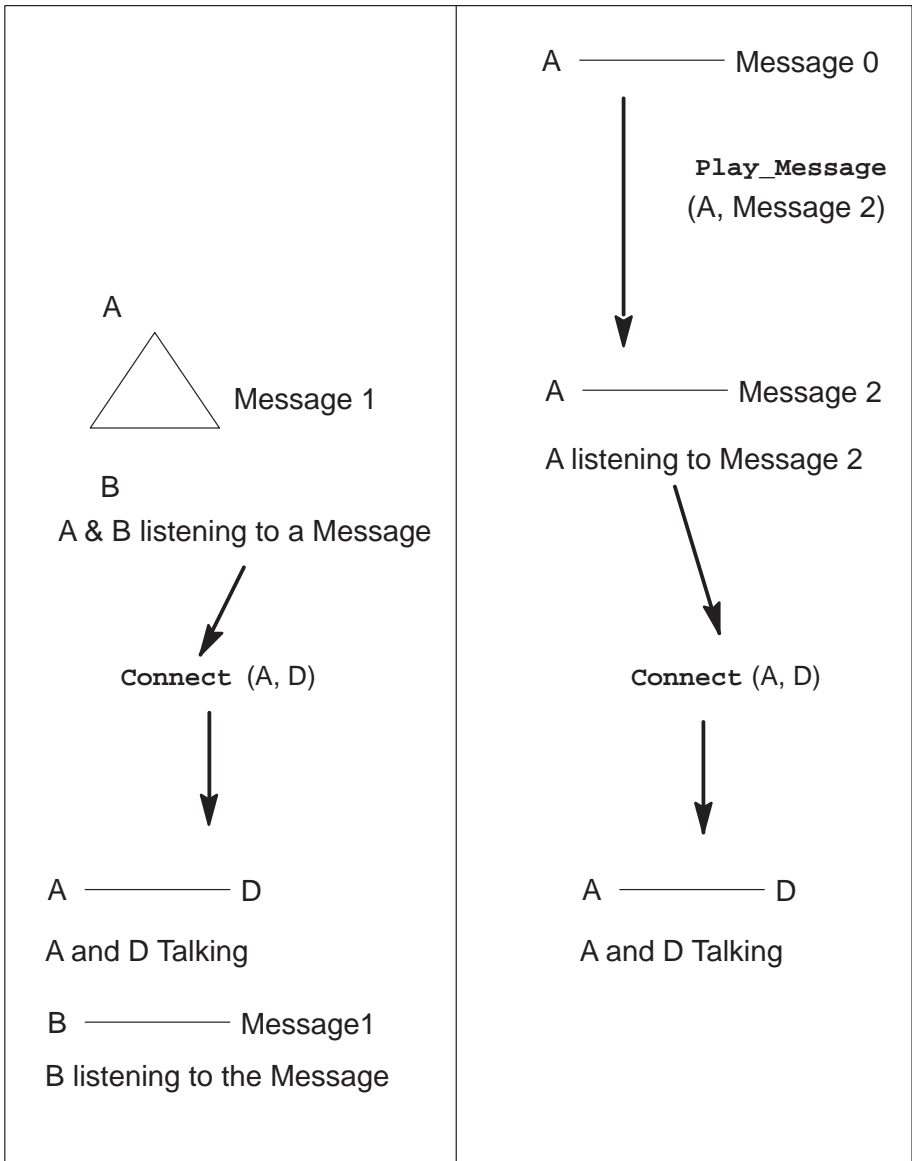 A
Message 1
B
A & B listening to a Message
Connect (A, D)
A D
A and D Talking
B Message1
B listening to the Message
A Message 0
Play_Message
(A, Message 2)
A Message 2
A listening to Message 2
Connect (A, D)
A D
A and D Talking